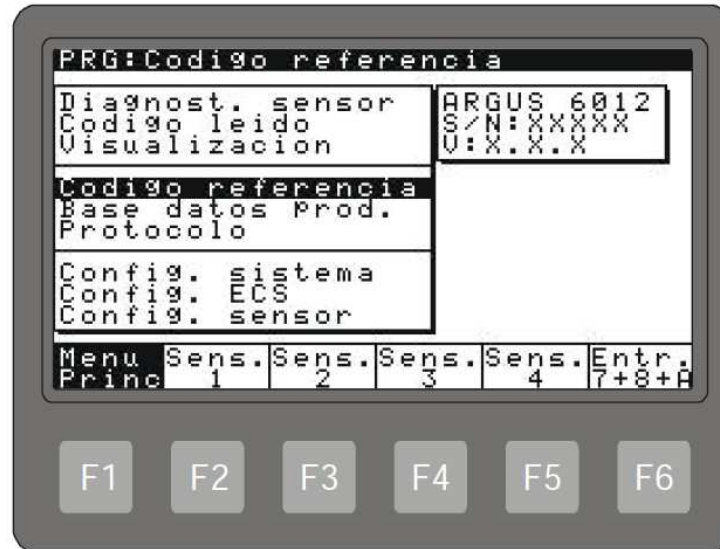 PRG:Codigo referencia
Diagnost. sensor
Codigo leido
Visualizacion
ARGUS 6012
S/N:XXXXX
V:X.X.X
Codigo referencia
Base datos Prod.
Protocolo
Config. sistema
Config. ECS
Config. sensor
Menu Princ
Sens. 1
Sens. 2
Sens. 3
Sens. 4
Entr. 7+8+A
F1 F2 F3 F4 F5 F6